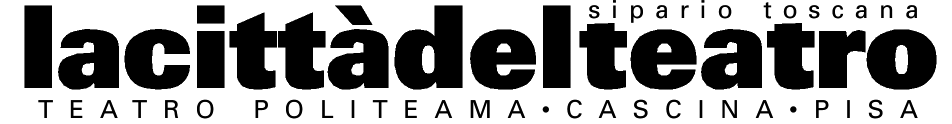 sipario toscana
lacittàdelteatro
TEATRO POLITEAMA•CASCINA•PISA